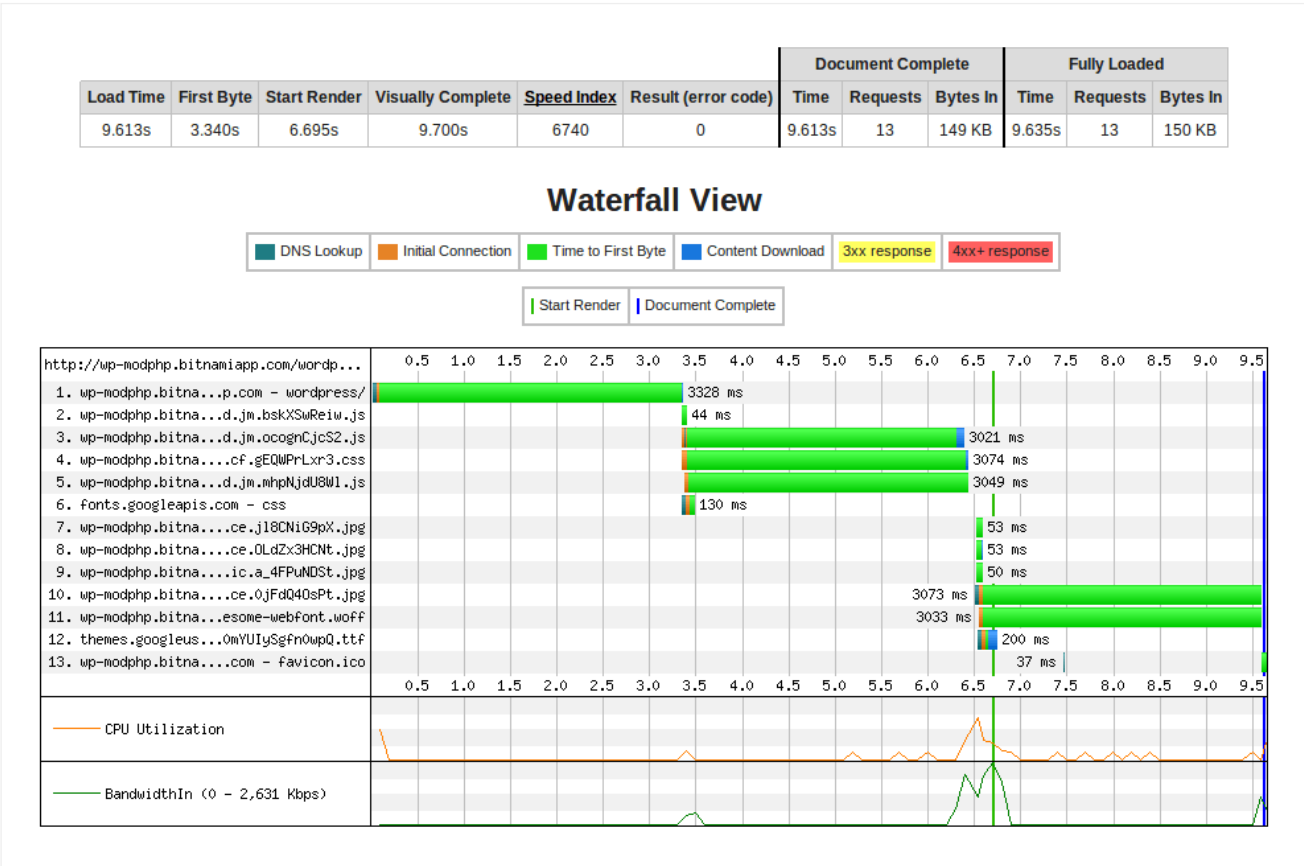 Document Complete Fully Loaded
Load Time First Byte Start Render Visually Complete Speed Index Result (error code) Time Requests Bytes In Time Requests Bytes In
9.613s 3.340s 6.695s 9.700s 6740 0 9.613s 13 149 KB 9.635s 13 150 KB
Waterfall View
DNS Lookup Initial Connection Time to First Byte Content Download 3xx response 4xx+ response
Start Render Document Complete
http://wp-modphp.bitnamiapp.com/wordp... 0.5 1.0 1.5 2.0 2.5 3.0 3.5 4.0 4.5 5.0 5.5 6.0 6.5 7.0 7.5 8.0 8.5 9.0 9.5
1. wp-modphp.bitna...p.com - wordpress/ 3328 ms
2. wp-modphp.bitna...d.jm.bskXSwReiw.js 44 ms
3. wp-modphp.bitna...d.jm.ocognCjcS2.js 3021 ms
4. wp-modphp.bitna....cf.gEQWPrLxr3.css 3074 ms
5. wp-modphp.bitna...d.jm.mhpNjdU8Wl.js 3049 ms
6. fonts.googleapis.com - css 130 ms
7. wp-modphp.bitna....ce.jl8CNiG9pX.jpg 53 ms
8. wp-modphp.bitna....ce.OLdZx3HCNt.jpg 53 ms
9. wp-modphp.bitna....ic.a_4FPuNDSt.jpg 50 ms
10. wp-modphp.bitna....ce.0jFdQ4OsPt.jpg 3073 ms
11. wp-modphp.bitna...esome-webfont.woff 3033 ms
12. themes.googleus...OmYUIySgfnOwpQ.ttf 200 ms
13. wp-modphp.bitna....com - favicon.ico 37 ms
0.5 1.0 1.5 2.0 2.5 3.0 3.5 4.0 4.5 5.0 5.5 6.0 6.5 7.0 7.5 8.0 8.5 9.0 9.5
CPU Utilization
BandwidthIn (0 - 2,631 Kbps)